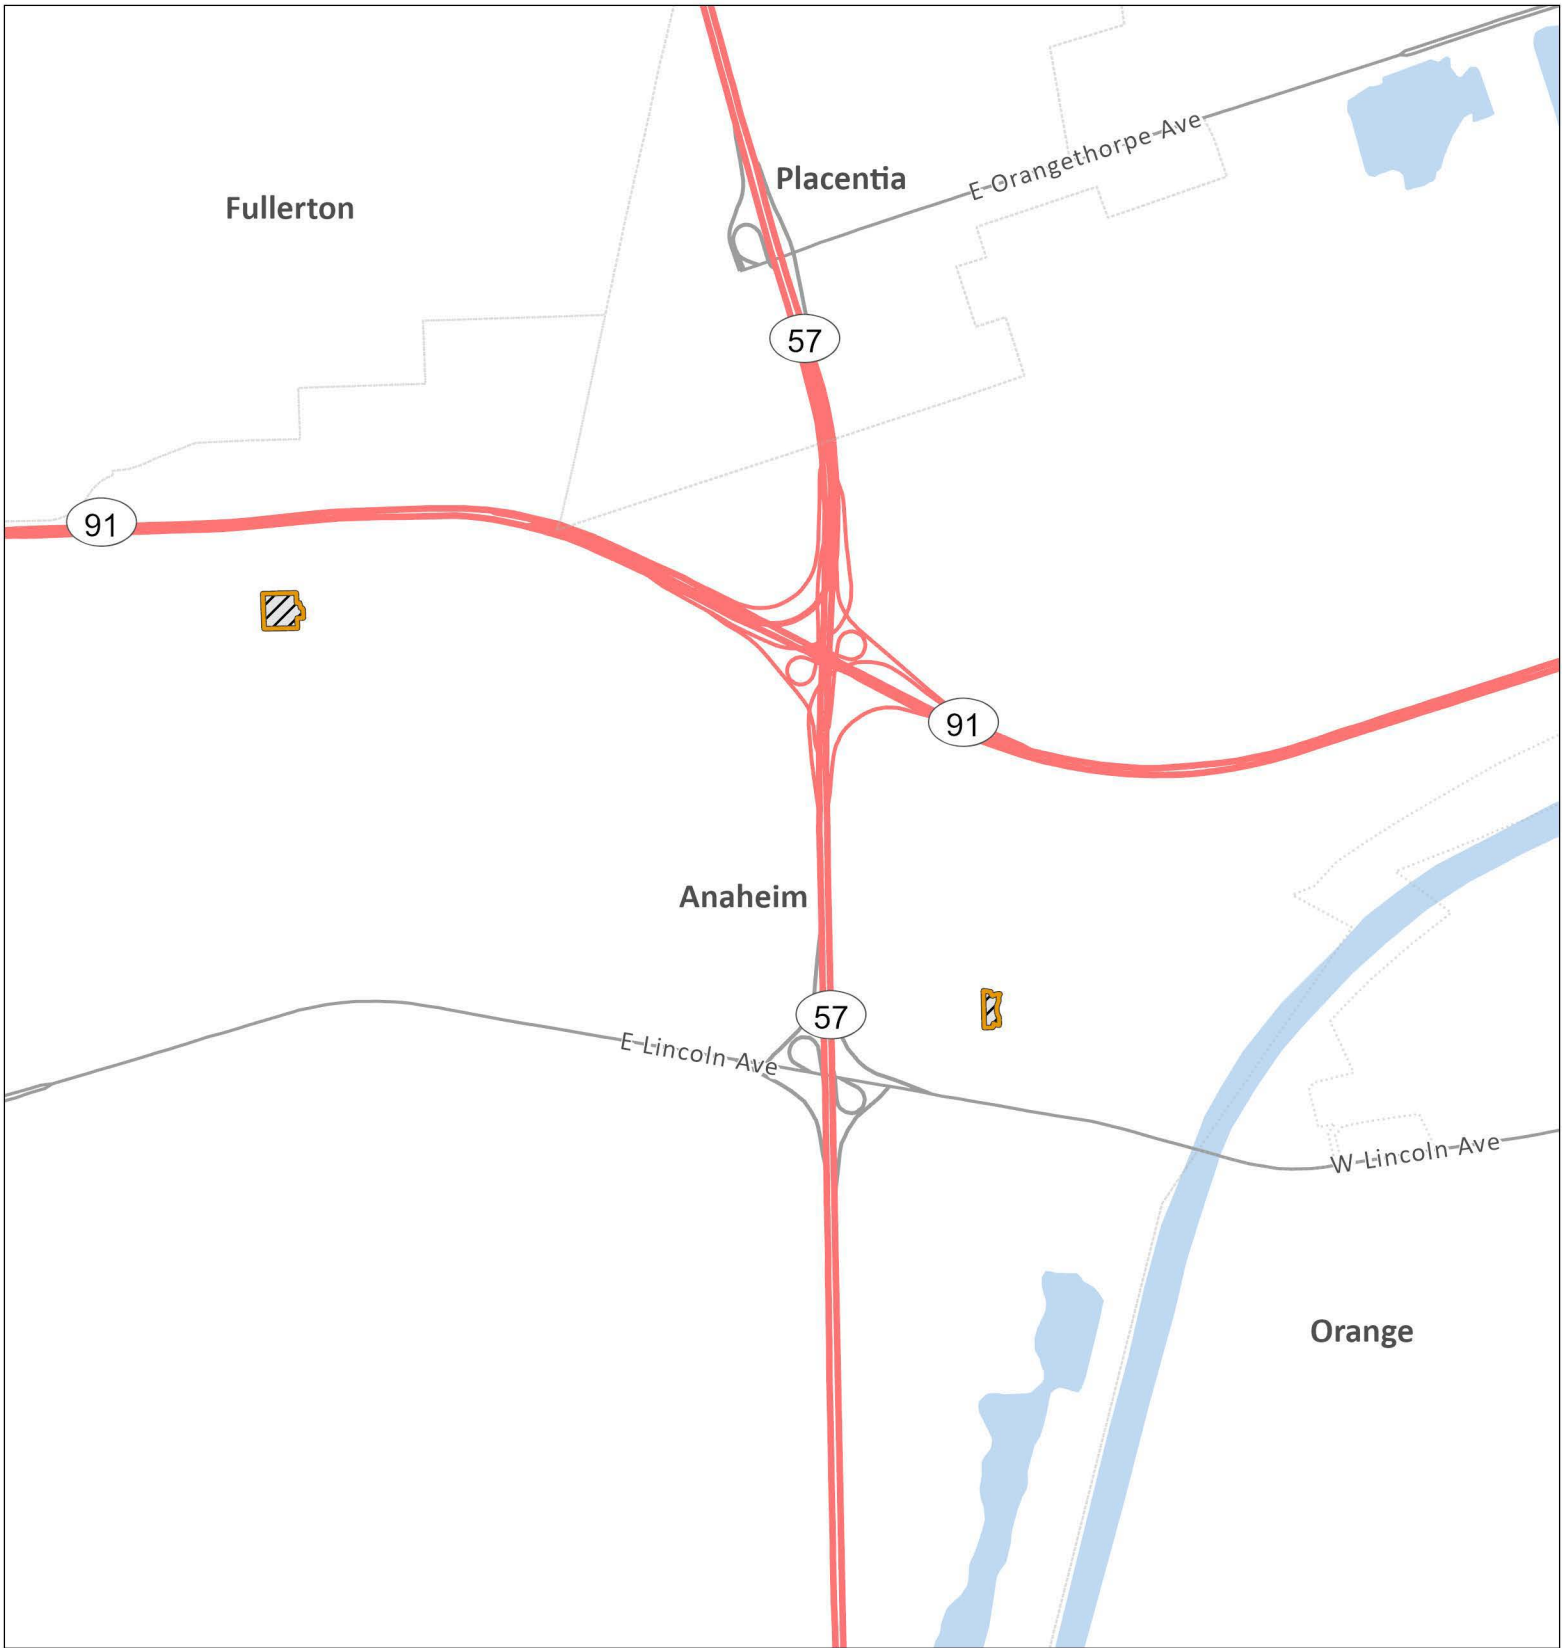 Placentia
E Orangethorpe Ave
Fullerton
57
91
91
Anaheim
57
E Lincoln Ave
W Lincoln Ave
Orange